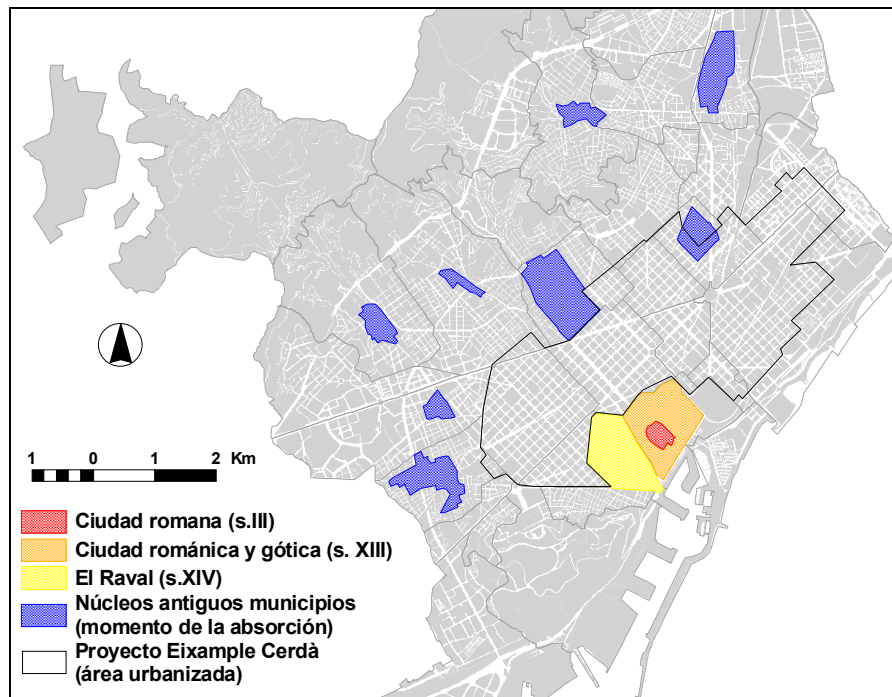 1 0 1 2 Km
Ciudad romana (s.III)
Ciudad románica y gótica (s. XIII)
El Raval (s.XIV)
Núcleos antiguos municipios
(momento de la absorción)
Proyecto Eixample Cerdà
(área urbanizada)